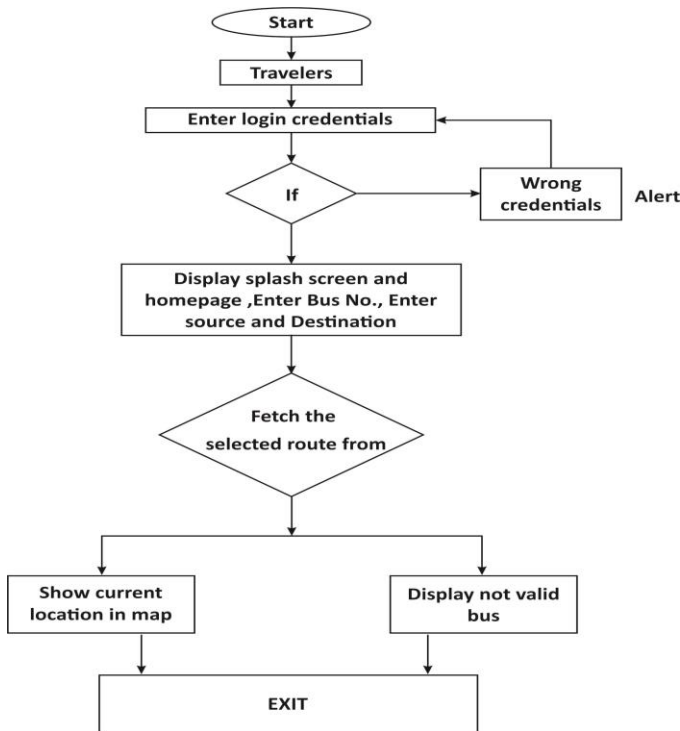 Start
Travelers
Enter login credentials
If
Wrong
credentials
Alert
Display splash screen and
homepage ,Enter Bus No., Enter
source and Destination
Fetch the
selected route from
Show current
location in map
Display not valid
bus
EXIT